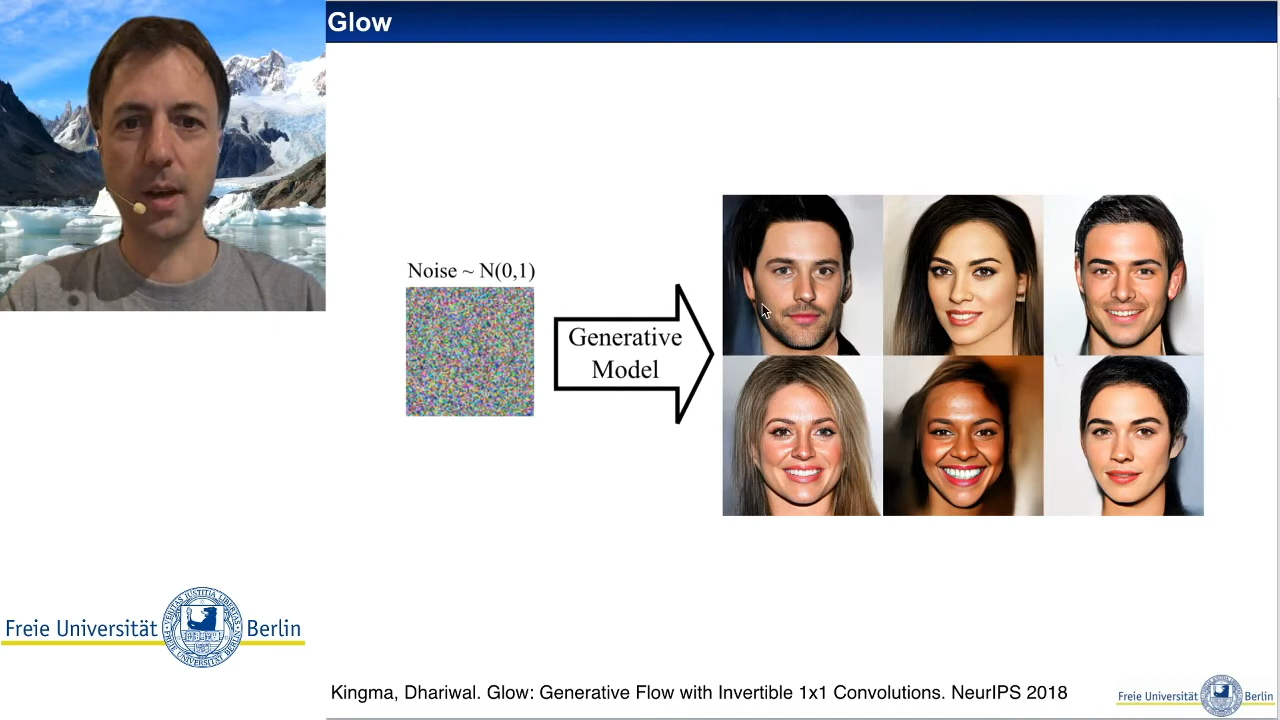 Glow
Noise ~ N(0,1)
Generative
Model
Freie Universität Berlin
Kingma, Dhariwal. Glow: Generative Flow with Invertible 1x1 Convolutions. NeurIPS 2018
Freie Universität Berlin